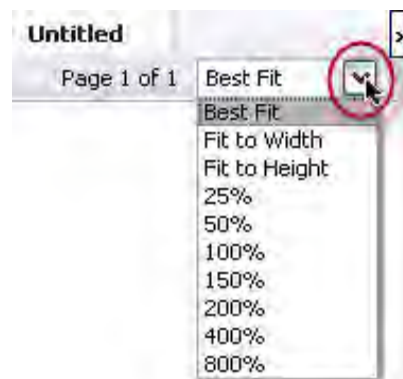 Untitled
Page 1 of 1 Best Fit
Best Fit
Fit to Width
Fit to Height
25%
50%
100%
150%
200%
400%
800%